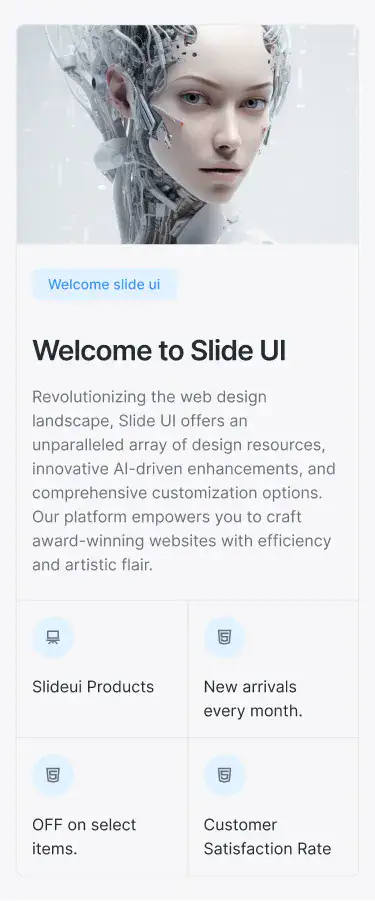 Welcome slide ui
Welcome to Slide UI
Revolutionizing the web design
landscape, Slide UI offers an
unparalleled array of design resources,
innovative AI-driven enhancements, and
comprehensive customization options.
Our platform empowers you to craft
award-winning websites with efficiency
and artistic flair.
Slideui Products
New arrivals
every month.
OFF on select
items.
Customer
Satisfaction Rate